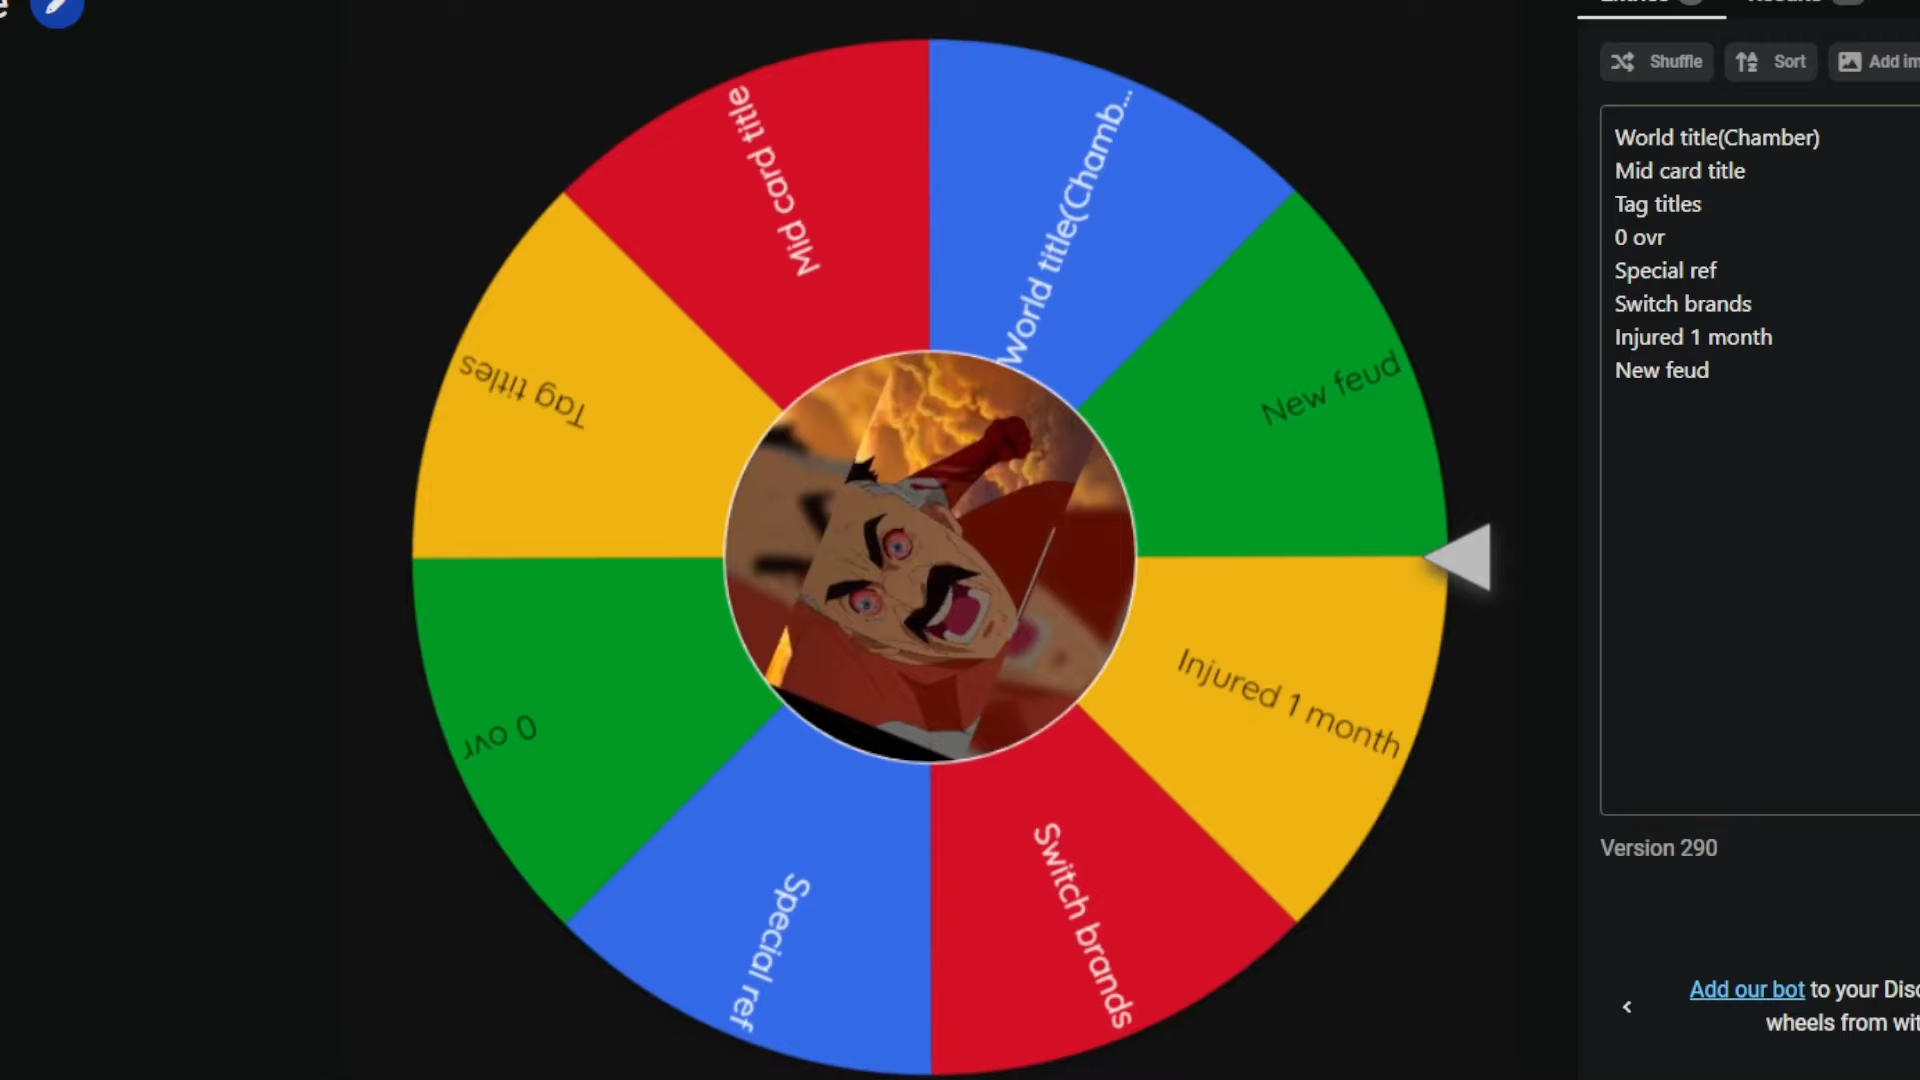 Shuffle
Sort
Add im
World title(Chamber)
Mid card title
Tag titles
0 ovr
Special ref
Switch brands
Injured 1 month
New feud
Mid card title
World title(Chamb...
New feud
Injured 1 month
Switch brands
Special ref
0 ovr
Tag titles
Version 290
Add our bot to your Disc
wheels from wit